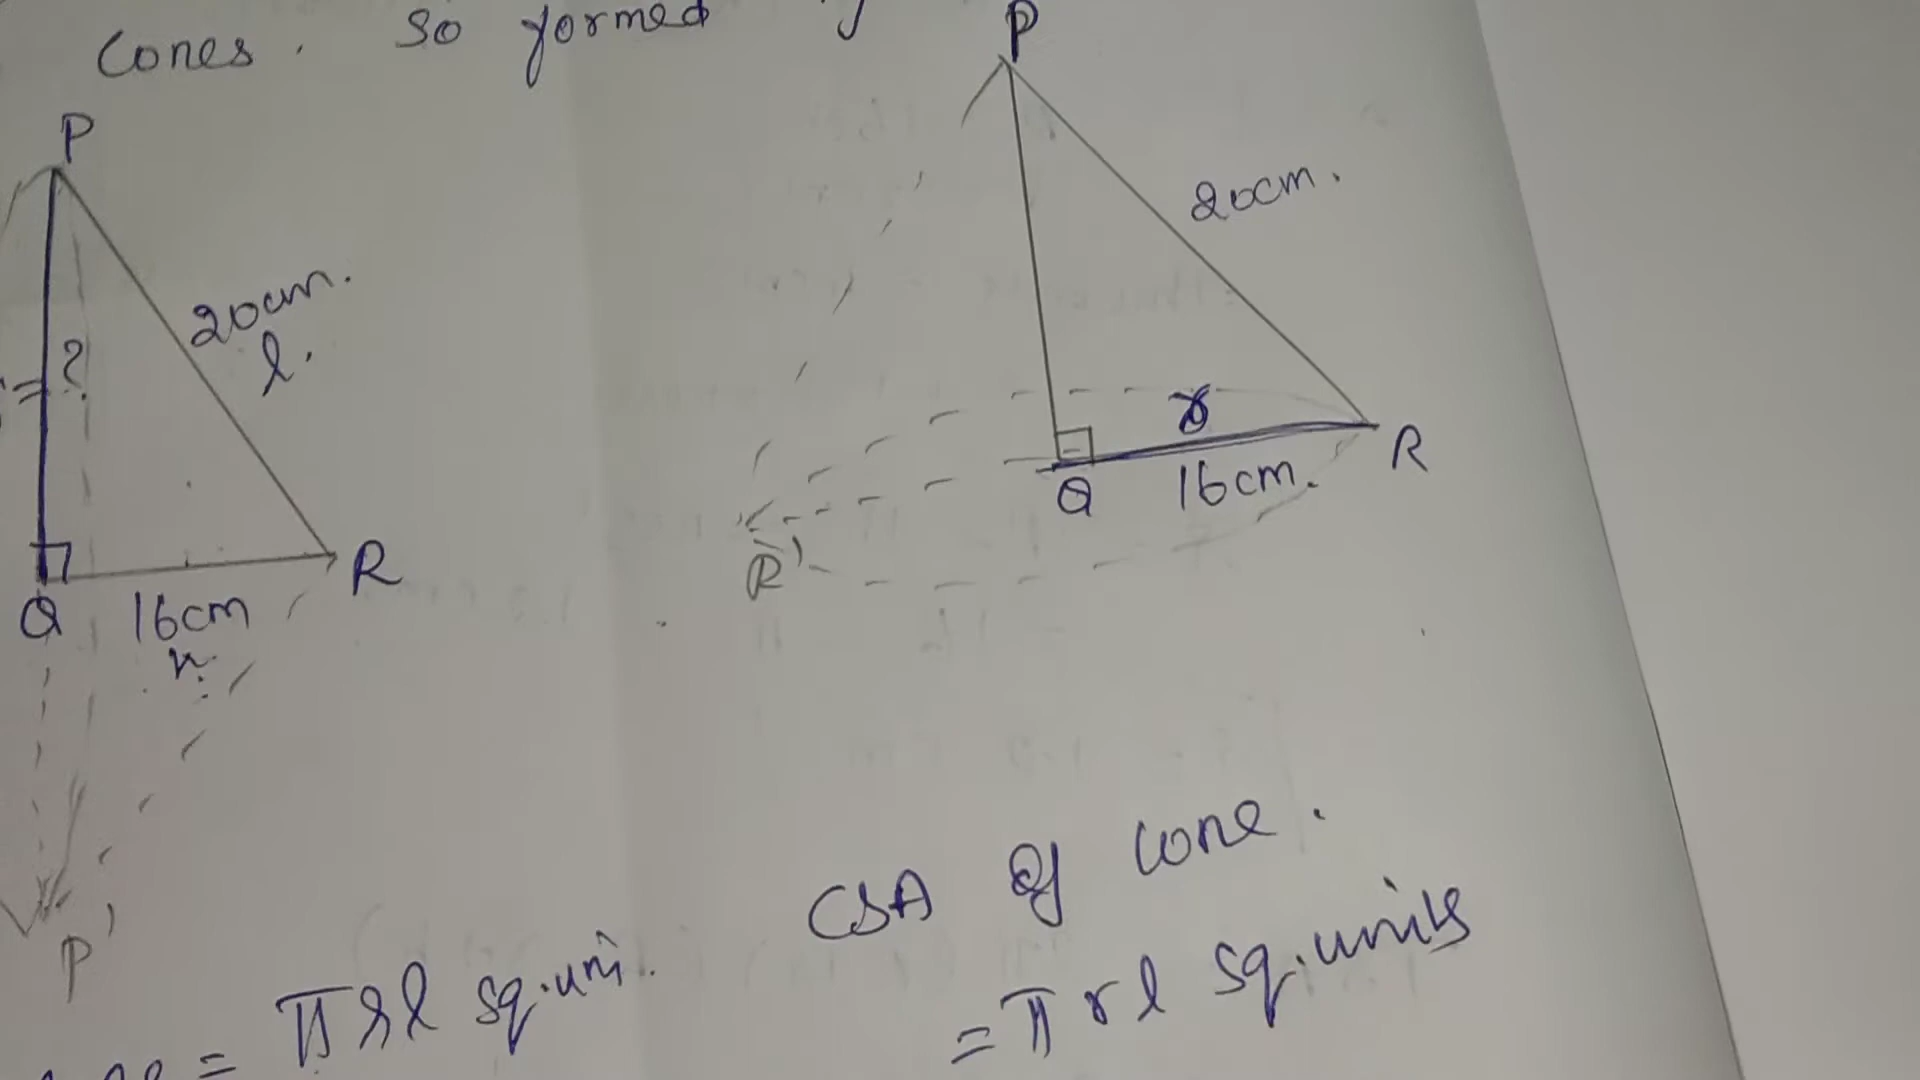 Cones. So formed
P
20cm.
l.
= ?
Q
16cm
h.
R
P'
= πrl sq.uni.
P
20cm.
r
16cm.
Q
R
R'
CSA Of cone.
= πrl sq.units